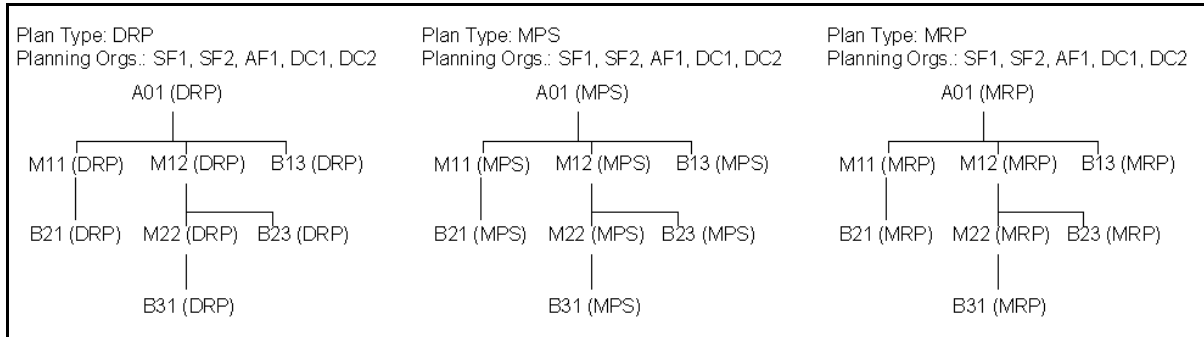 Plan Type: DRP Plan Type: MPS Plan Type: MRP
Planning Orgs.: SF1, SF2, AF1, DC1, DC2 Planning Orgs.: SF1, SF2, AF1, DC1, DC2 Planning Orgs.: SF1, SF2, AF1, DC1, DC2
A01 (DRP) A01 (MPS) A01 (MRP)
M11 (DRP) M12 (DRP) B13 (DRP) M11 (MPS) M12 (MPS) B13 (MPS) M11 (MRP) M12 (MRP) B13 (MRP)
B21 (DRP) M22 (DRP) B23 (DRP) B21 (MPS) M22 (MPS) B23 (MPS) B21 (MRP) M22 (MRP) B23 (MRP)
B31 (DRP) B31 (MPS) B31 (MRP)